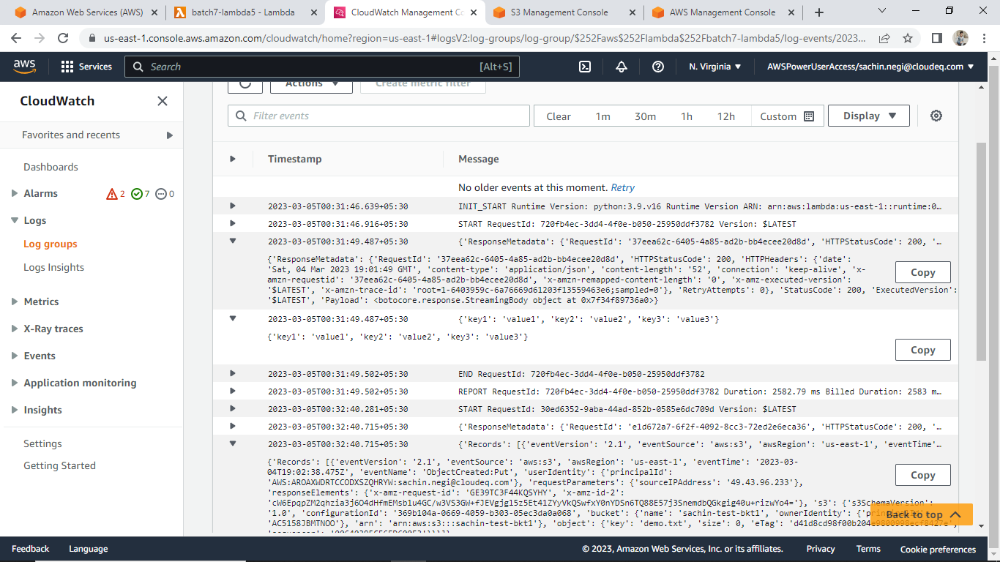 Amazon Web Services (AWS)
batch7-lambda5 - Lambda
CloudWatch Management Co
S3 Management Console
AWS Management Console
us-east-1.console.aws.amazon.com/cloudwatch/home?region=us-east-1#logsV2:log-groups/log-group/$252Faws$252Flambda$252Fbatch7-lambda5/log-events/2023...
aws
Services
Search
[Alt+S]
N. Virginia
AWSPowerUserAccess/sachin.negi@cloudeq.com
CloudWatch
Favorites and recents
Dashboards
Alarms
2
7
0
Logs
Log groups
Logs Insights
Metrics
X-Ray traces
Events
Application monitoring
Insights
Settings
Getting Started
Actions
Create metric filter
Filter events
Clear 1m 30m 1h 12h Custom
Display
Timestamp Message
No older events at this moment. Retry
2023-03-05T00:31:46.639+05:30 INIT_START Runtime Version: python:3.9.v16 Runtime Version ARN: arn:aws:lambda:us-east-1::runtime:0…
2023-03-05T00:31:46.916+05:30 START RequestId: 720fb4ec-3dd4-4f0e-b050-25950ddf3782 Version: $LATEST
2023-03-05T00:31:49.487+05:30 {'ResponseMetadata': {'RequestId': '37eea62c-6405-4a85-ad2b-bb4ecee20d8d', 'HTTPStatusCode': 200, '…
{'ResponseMetadata': {'RequestId': '37eea62c-6405-4a85-ad2b-bb4ecee20d8d', 'HTTPStatusCode': 200, 'HTTPHeaders': {'date':
'Sat, 04 Mar 2023 19:01:49 GMT', 'content-type': 'application/json', 'content-length': '52', 'connection': 'keep-alive', 'x-
amzn-requestid': '37eea62c-6405-4a85-ad2b-bb4ecee20d8d', 'x-amzn-remapped-content-length': '0', 'x-amz-executed-version':
'$LATEST', 'x-amzn-trace-id': 'root=1-6403959c-6a76669d61203f13559463e6;sampled=0'}, 'RetryAttempts': 0}, 'StatusCode': 200, 'ExecutedVersion':
'$LATEST', 'Payload': <botocore.response.StreamingBody object at 0x7f34f89736a0>}
Copy
2023-03-05T00:31:49.487+05:30 {'key1': 'value1', 'key2': 'value2', 'key3': 'value3'}
{'key1': 'value1', 'key2': 'value2', 'key3': 'value3'}
Copy
2023-03-05T00:31:49.502+05:30 END RequestId: 720fb4ec-3dd4-4f0e-b050-25950ddf3782
2023-03-05T00:31:49.502+05:30 REPORT RequestId: 720fb4ec-3dd4-4f0e-b050-25950ddf3782 Duration: 2582.79 ms Billed Duration: 2583 m…
2023-03-05T00:32:40.281+05:30 START RequestId: 30ed6352-9aba-44ad-852b-0585e6dc709d Version: $LATEST
2023-03-05T00:32:40.715+05:30 {'ResponseMetadata': {'RequestId': 'e1d672a7-6f2f-4092-8cc3-72ed2e6eca36', 'HTTPStatusCode': 200, '…
2023-03-05T00:32:40.715+05:30 {'Records': [{'eventVersion': '2.1', 'eventSource': 'aws:s3', 'awsRegion': 'us-east-1', 'eventTime'…
{'Records': [{'eventVersion': '2.1', 'eventSource': 'aws:s3', 'awsRegion': 'us-east-1', 'eventTime': '2023-03-
04T19:02:38.475Z', 'eventName': 'ObjectCreated:Put', 'userIdentity': {'principalId':
'AWS:AROAXWDRTCCODXSZQHRYW:sachin.negi@cloudeq.com'}, 'requestParameters': {'sourceIPAddress': '49.43.96.233'},
'responseElements': {'x-amz-request-id': 'GE39TC3F44KQSYHY', 'x-amz-id-2':
'cW6EpqpZM2qhzia3j6O4dHfmEMsb1u4GC/w3VS3GW+fJEVgjgl5z5Et41ZYyVkQSwfxY0nYDSn6TQ88E57j3SnemdbQGkgig40u+rizwYo4='}, 's3': {'s3SchemaVersion':
'1.0', 'configurationId': '369b104a-0669-4059-b303-05ec3da0a068', 'bucket': {'name': 'sachin-test-bkt1', 'ownerIdentity':
'AC5158JBMTNOO'}, 'arn': 'arn:aws:s3:::sachin-test-bkt1'}, 'object': {'key': 'demo.txt', 'size': 0, 'eTag':
Copy
Back to top
Feedback
Language
© 2023, Amazon Web Services, Inc. or its affiliates.
Privacy
Terms
Cookie preferences